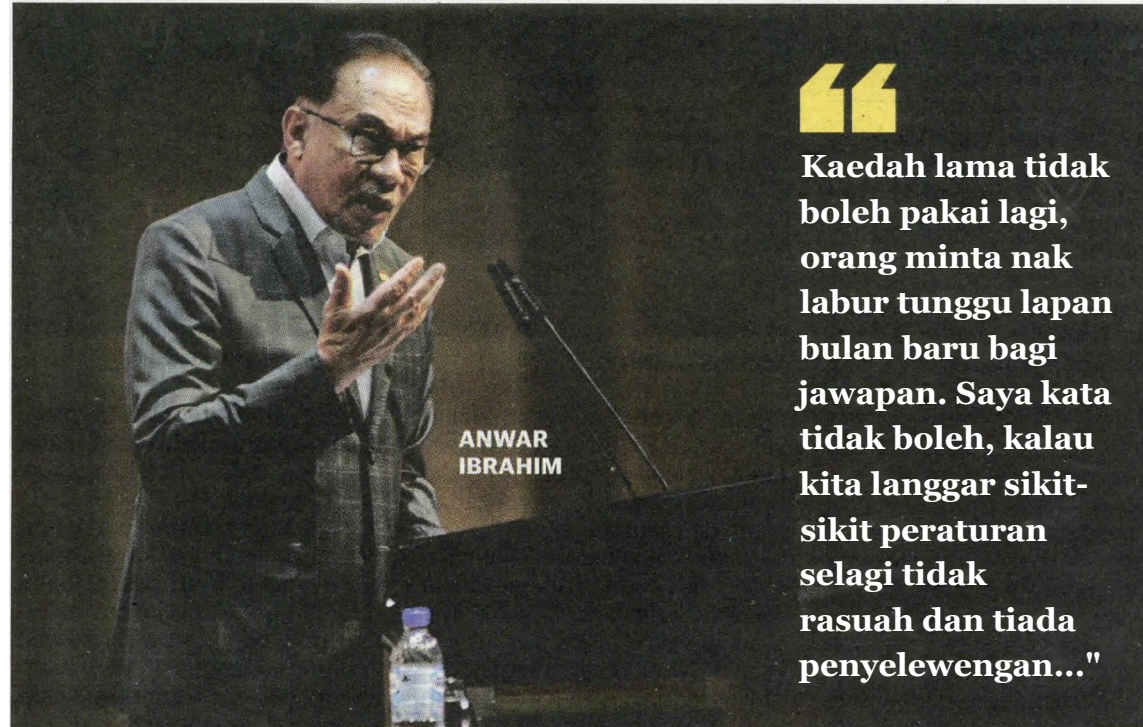 ANWAR
IBRAHIM
“
Kaedah lama tidak
boleh pakai lagi,
orang minta nak
labur tunggu lapan
bulan baru bagi
jawapan. Saya kata
tidak boleh, kalau
kita langgar sikit-
sikit peraturan
selagi tidak
rasuah dan tiada
penyelewengan..."